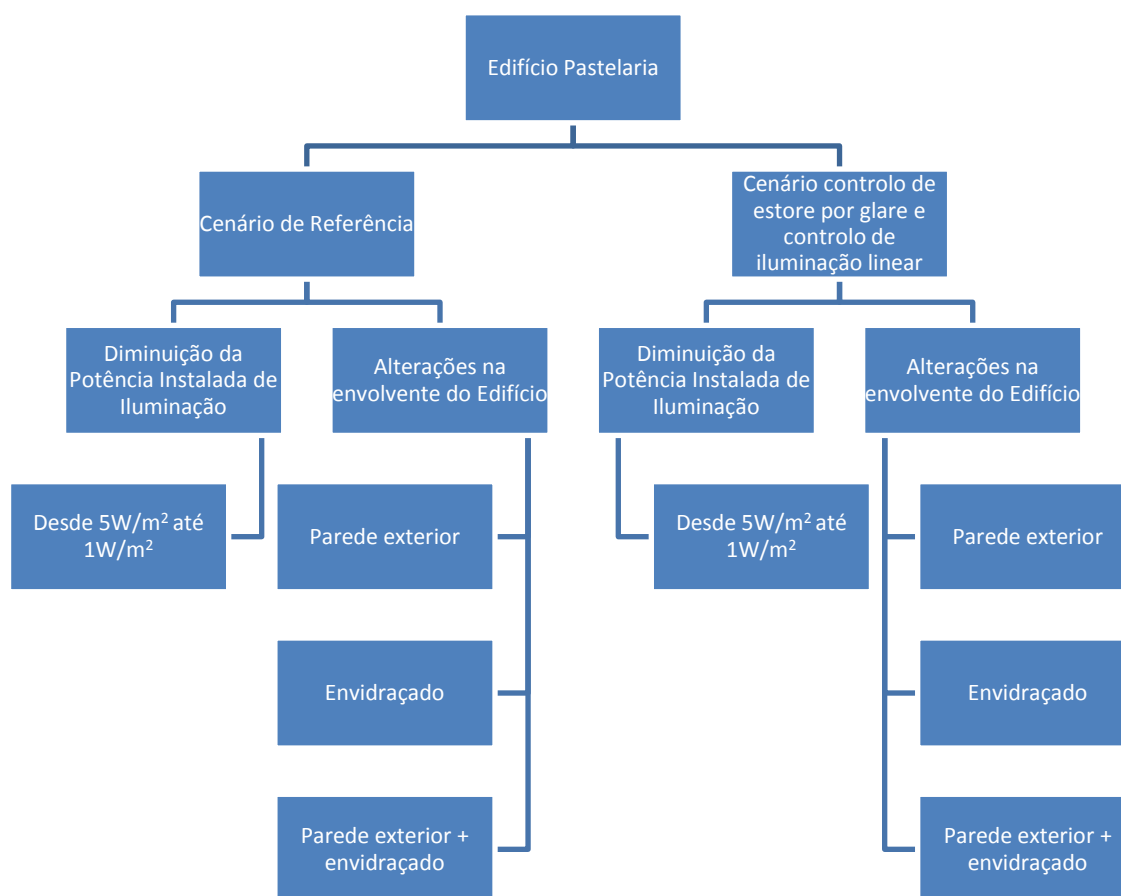 Edifício Pastelaria
Cenário de Referência
Cenário controlo de
estore por glare e
controlo de
iluminação linear
Diminuição da
Potência Instalada de
Iluminação
Alterações na
envolvente do Edifício
Diminuição da
Potência Instalada de
Iluminação
Alterações na
envolvente do Edifício
Desde 5W/m² até
1W/m²
Parede exterior
Desde 5W/m² até
1W/m²
Parede exterior
Envidraçado
Envidraçado
Parede exterior +
envidraçado
Parede exterior +
envidraçado